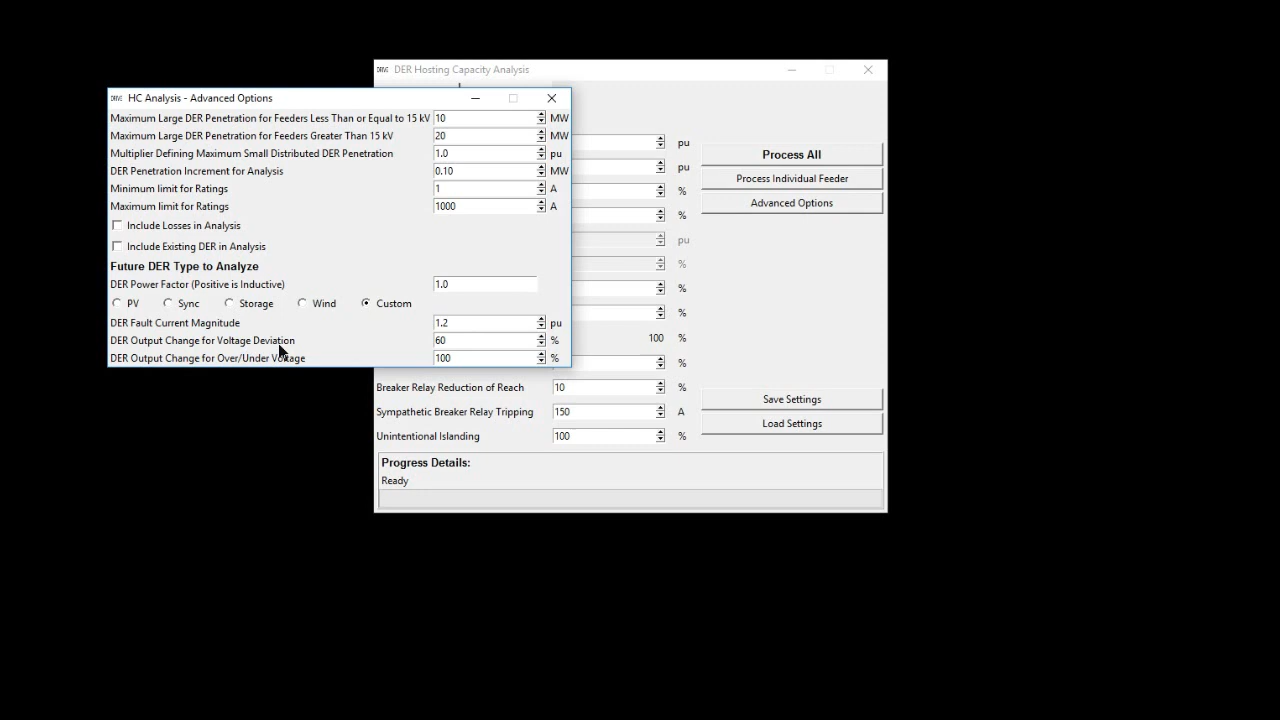 DRIVE DER Hosting Capacity Analysis
DRIVE HC Analysis - Advanced Options
Maximum Large DER Penetration for Feeders Less Than or Equal to 15 kV 10 MW
Maximum Large DER Penetration for Feeders Greater Than 15 kV 20 MW
Multiplier Defining Maximum Small Distributed DER Penetration 1.0 pu
DER Penetration Increment for Analysis 0.10 MW
Minimum limit for Ratings 1 A
Maximum limit for Ratings 1000 A
Include Losses in Analysis
Include Existing DER in Analysis
Future DER Type to Analyze
DER Power Factor (Positive is Inductive) 1.0
PV Sync Storage Wind Custom
DER Fault Current Magnitude 1.2 pu
DER Output Change for Voltage Deviation 60 %
DER Output Change for Over/Under Voltage 100 %
pu
pu
%
%
pu
%
%
%
100 %
%
Breaker Relay Reduction of Reach 10 %
Sympathetic Breaker Relay Tripping 150 A
Unintentional Islanding 100 %
Process All
Process Individual Feeder
Advanced Options
Save Settings
Load Settings
Progress Details:
Ready